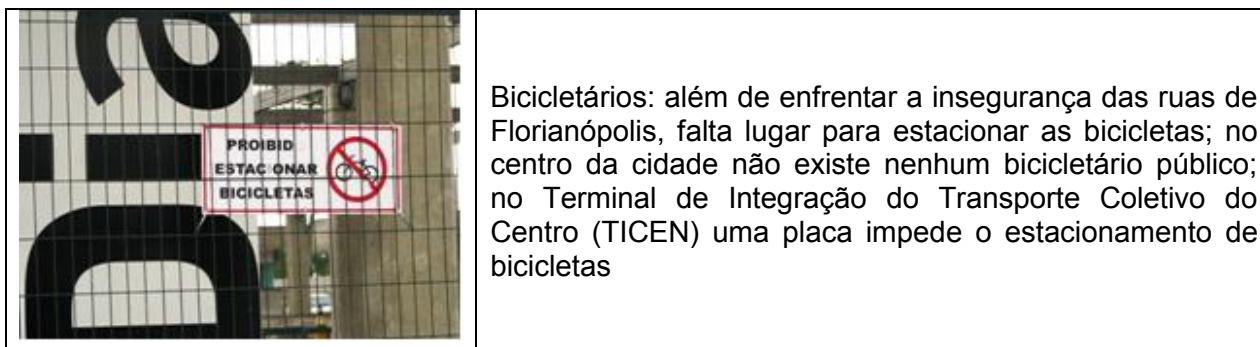 Dia
PROIBID
ESTAC ONAR
BICICLETAS
Bicicletários: além de enfrentar a insegurança das ruas de
Florianópolis, falta lugar para estacionar as bicicletas; no
centro da cidade não existe nenhum bicicletário público;
no Terminal de Integração do Transporte Coletivo do
Centro (TICEN) uma placa impede o estacionamento de
bicicletas